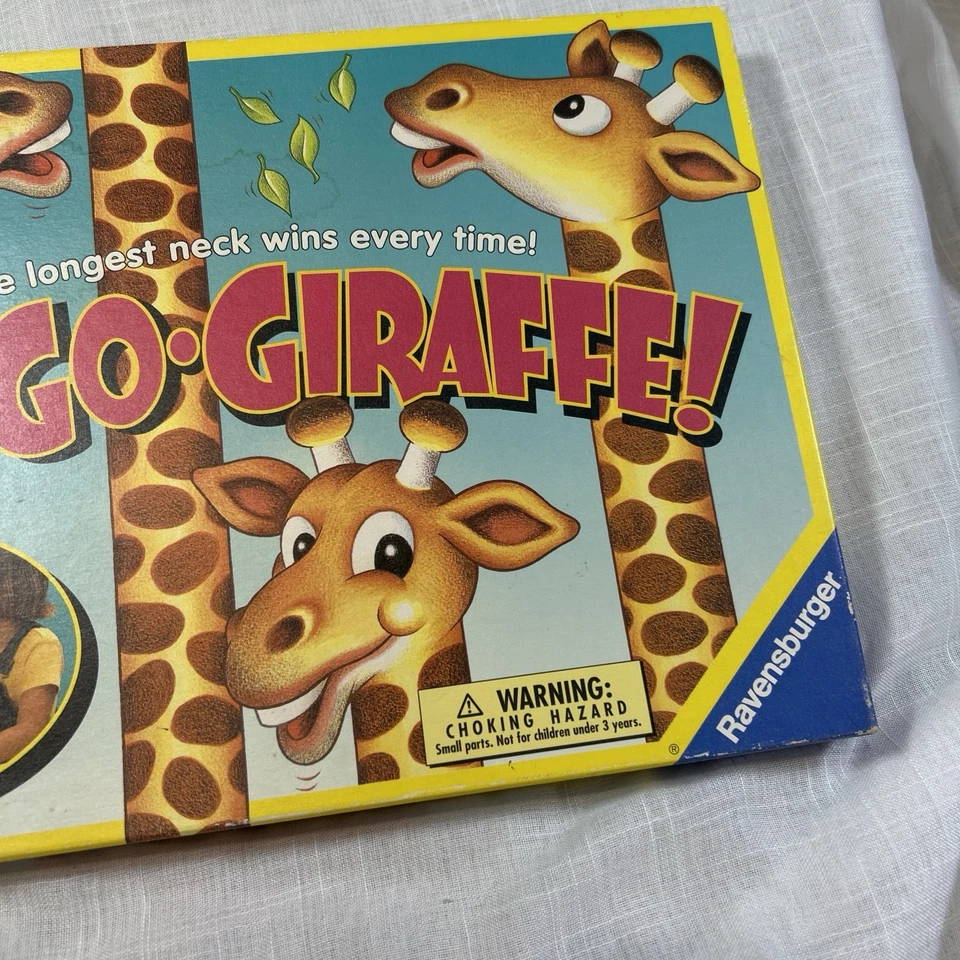 e longest neck wins every time!
GO·GIRAFFE!
⚠ WARNING:
CHOKING HAZARD
Small parts. Not for children under 3 years.
®
Ravensburger